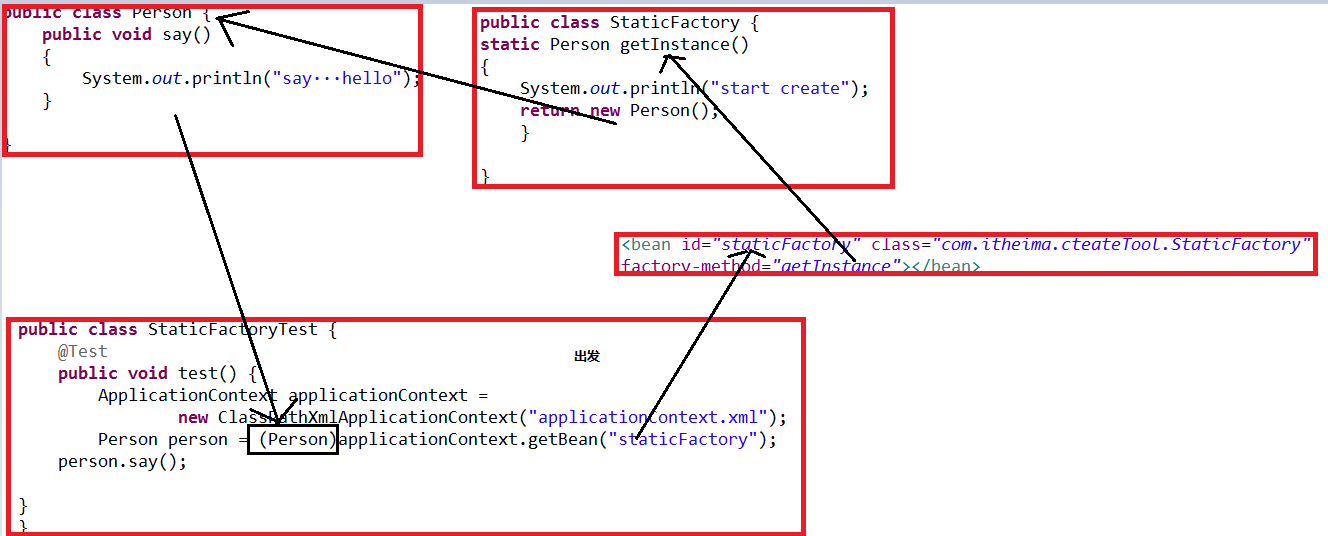 public class Person {
public void say()
{
System.out.println("say···hello");
}
}
public class StaticFactory {
static Person getInstance()
{
System.out.println("start create");
return new Person();
}
}
<bean id="staticFactory" class="com.itheima.cteateTool.StaticFactory"
factory-method="getInstance"></bean>
public class StaticFactoryTest {
@Test
出发
public void test() {
ApplicationContext applicationContext =
new ClassPathXmlApplicationContext("applicationContext.xml");
Person person = (Person)applicationContext.getBean("staticFactory");
person.say();
}
}